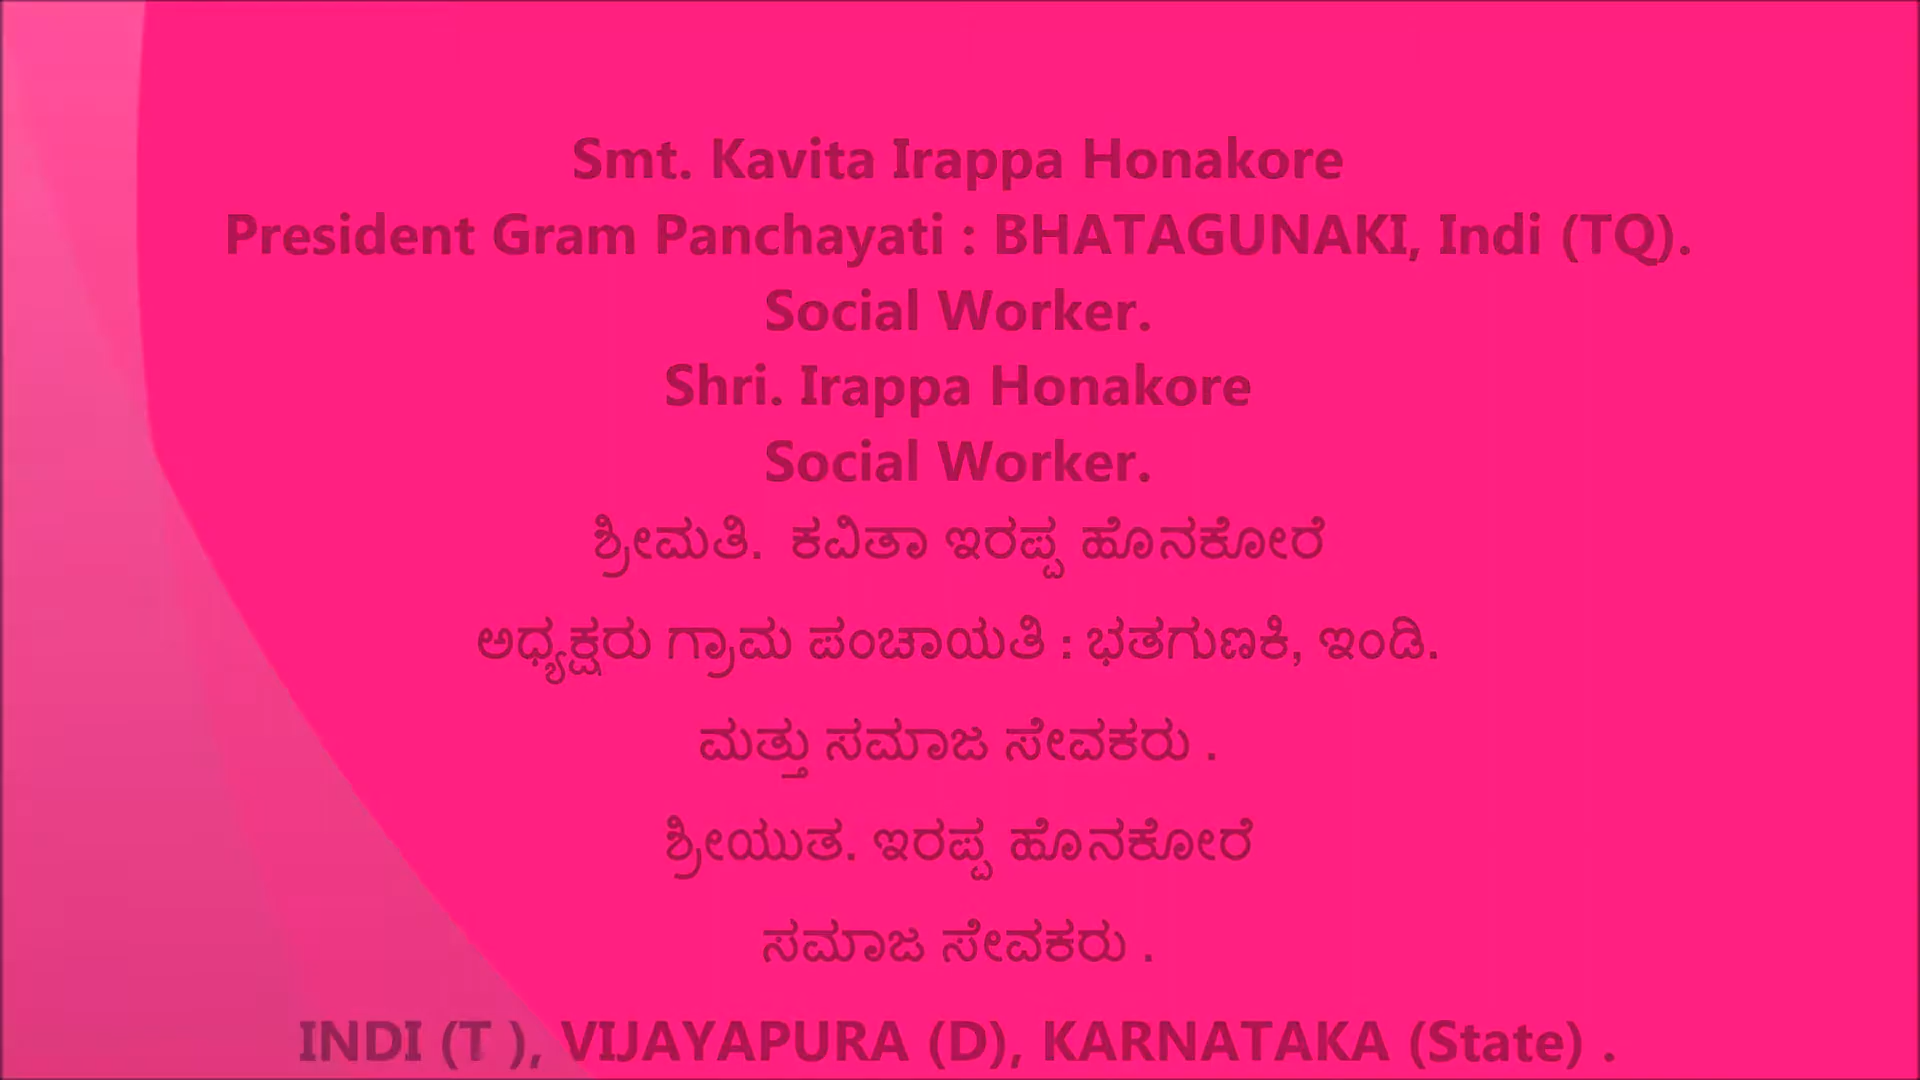 Smt. Kavita Irappa Honakore
President Gram Panchayati : BHATAGUNAKI, Indi (TQ).
Social Worker.
Shri. Irappa Honakore
Social Worker.
ಶ್ರೀಮತಿ. ಕವಿತಾ ಇರಪ್ಪ ಹೊನಕೋರೆ
ಅಧ್ಯಕ್ಷರು ಗ್ರಾಮ ಪಂಚಾಯತಿ : ಭತಗುಣಕಿ, ಇಂಡಿ.
ಮತ್ತು ಸಮಾಜ ಸೇವಕರು .
ಶ್ರೀಯುತ. ಇರಪ್ಪ ಹೊನಕೋರೆ
ಸಮಾಜ ಸೇವಕರು .
INDI (T ), VIJAYAPURA (D), KARNATAKA (State) .